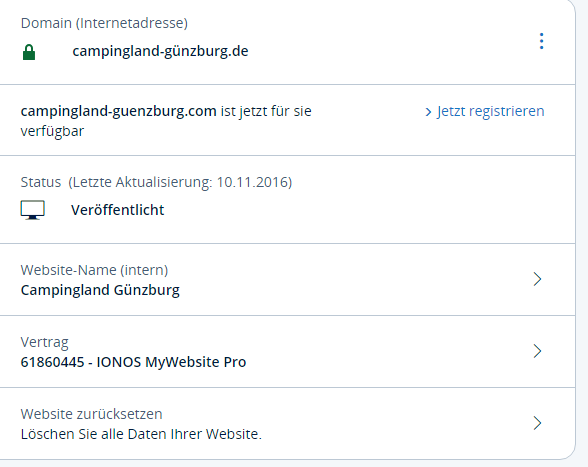 Domain (Internetadresse)
campingland-günzburg.de
campingland-guenzburg.com ist jetzt für sie
verfügbar
Jetzt registrieren
Status (Letzte Aktualisierung: 10.11.2016)
Veröffentlicht
Website-Name (intern)
Campingland Günzburg
Vertrag
61860445 - IONOS MyWebsite Pro
Website zurücksetzen
Löschen Sie alle Daten Ihrer Website.